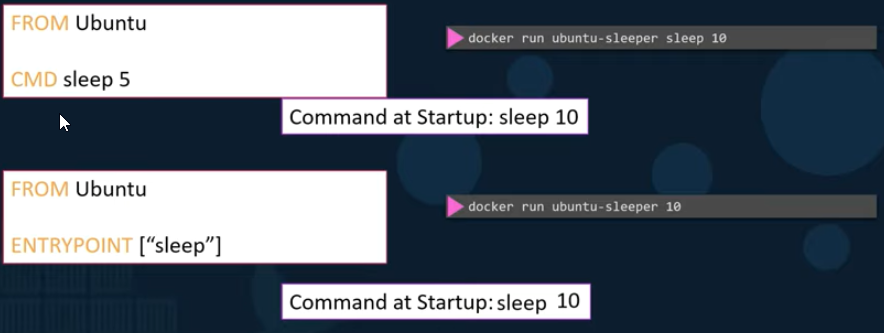 FROM Ubuntu
docker run ubuntu-sleeper sleep 10
CMD sleep 5
Command at Startup: sleep 10
FROM Ubuntu
docker run ubuntu-sleeper 10
ENTRYPOINT [“sleep”]
Command at Startup: sleep 10